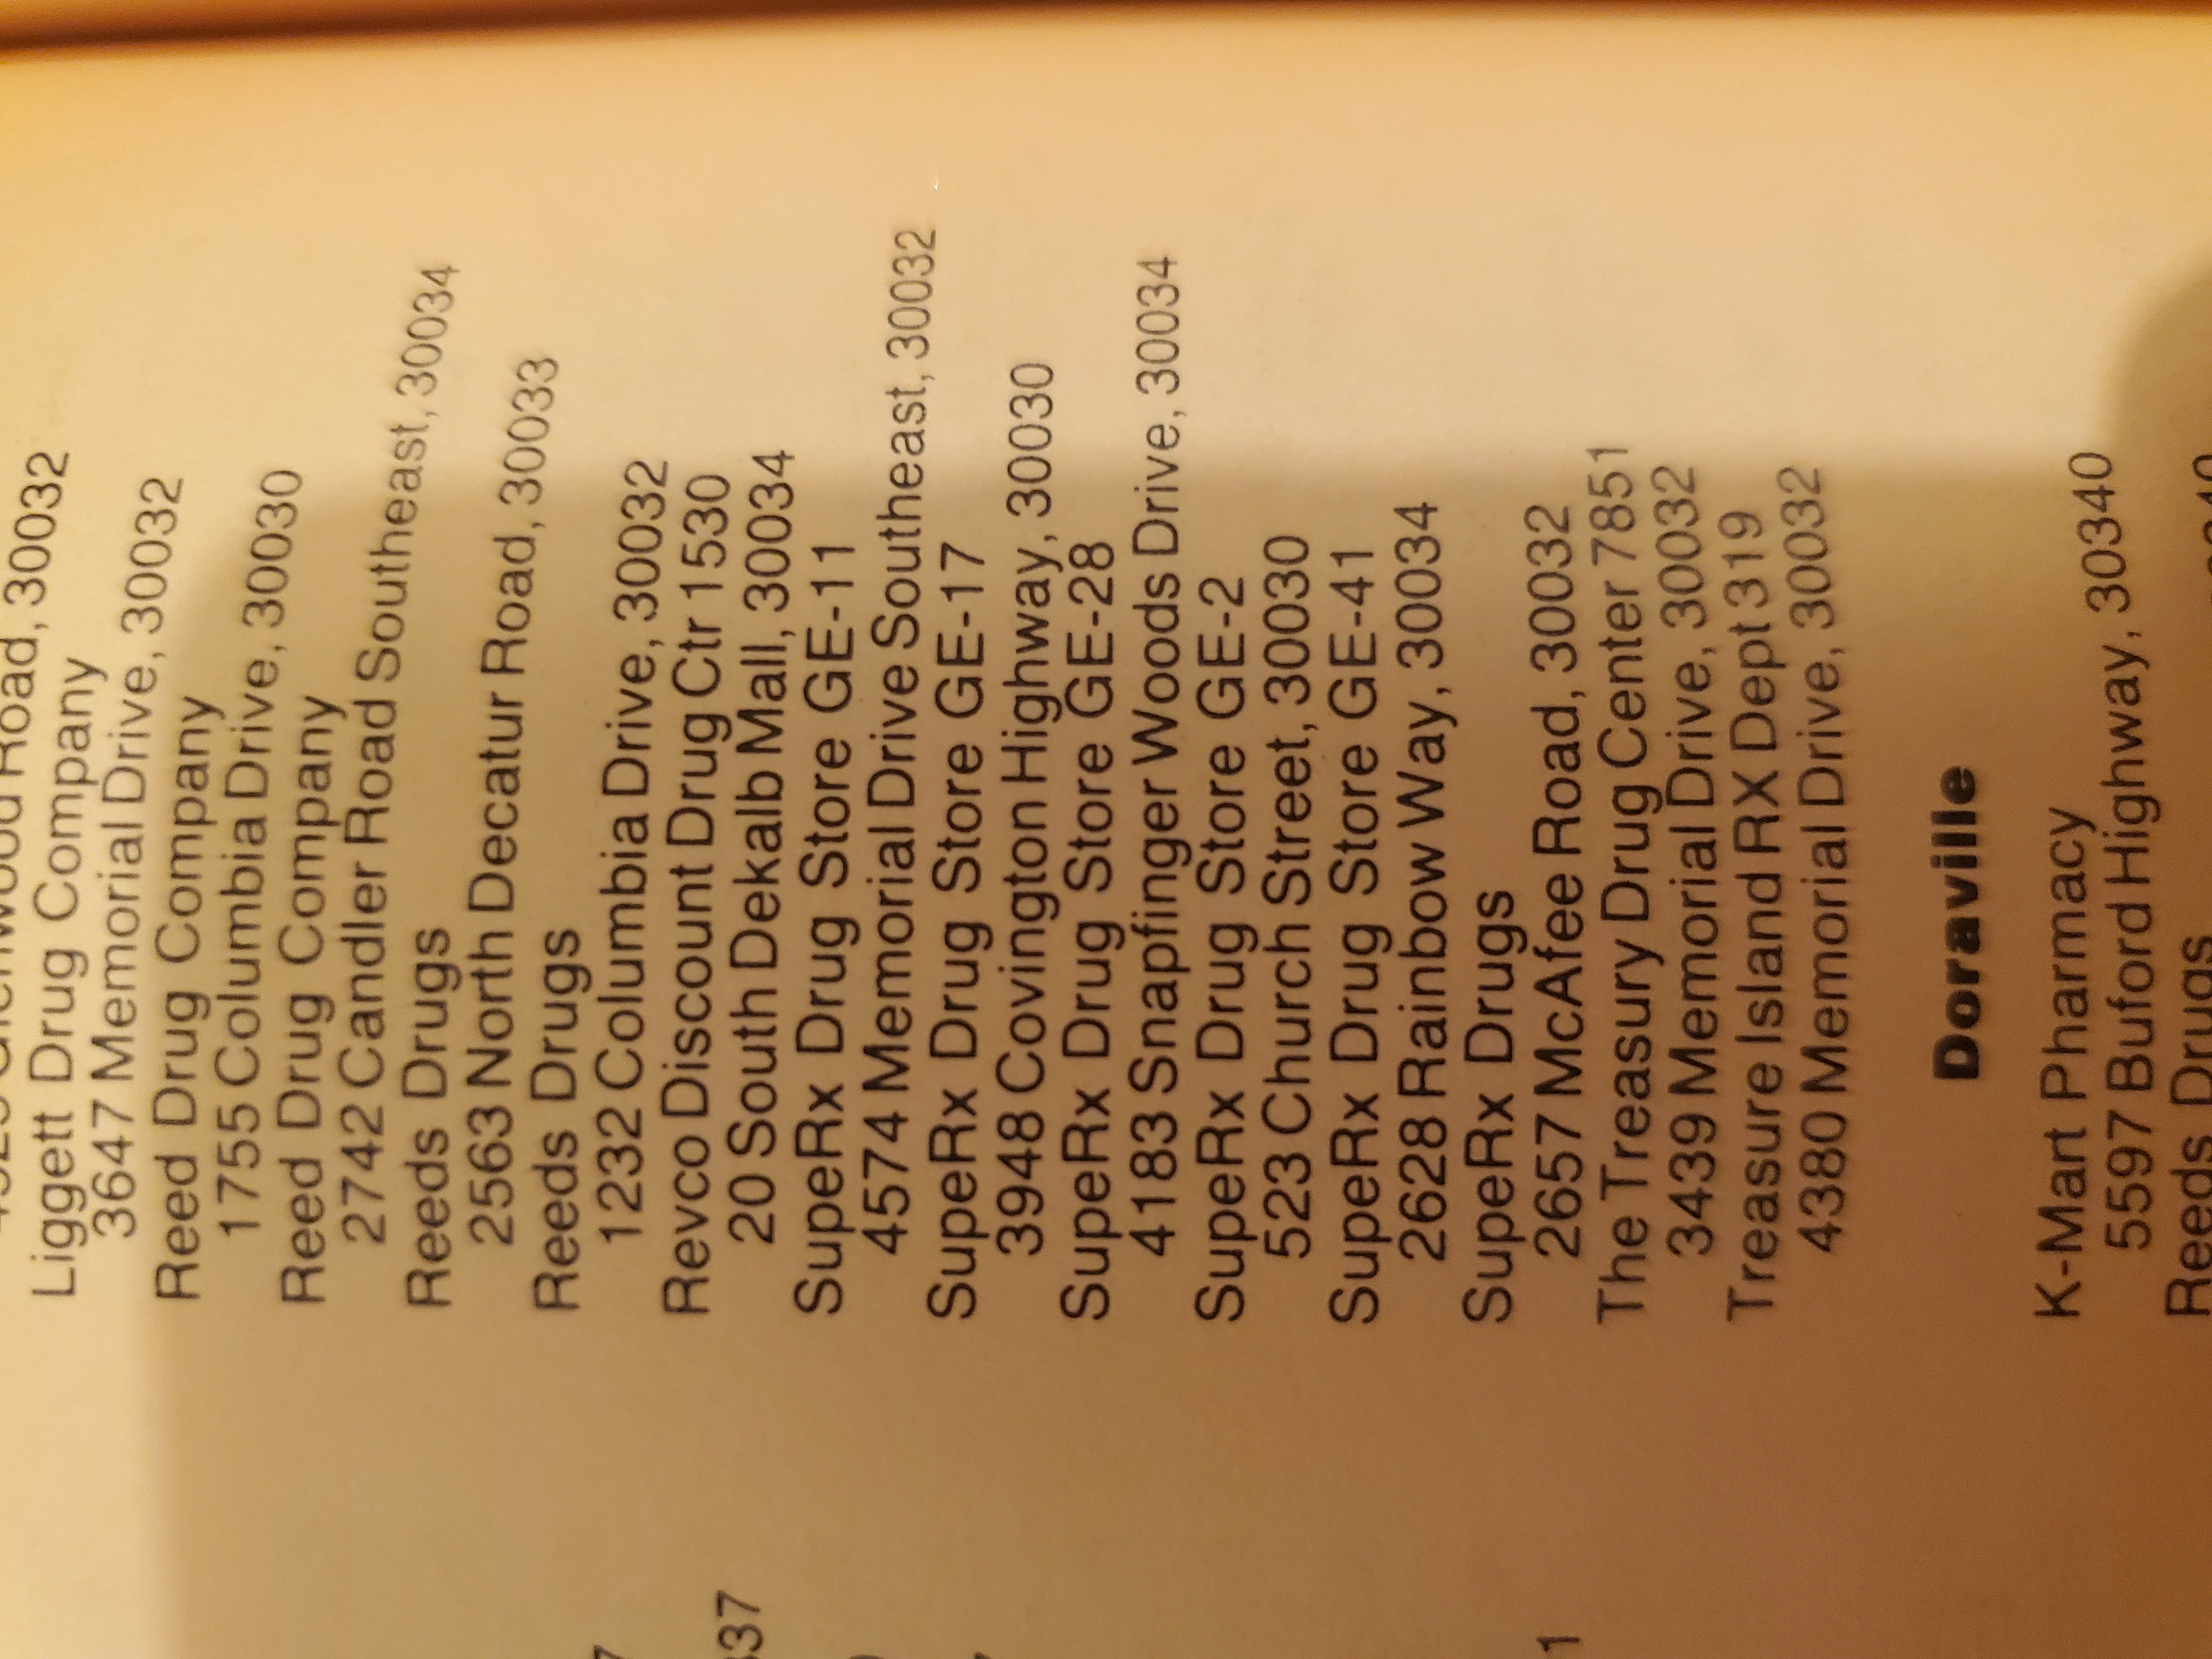 Road, 30032
Liggett Drug Company
3647 Memorial Drive, 30032
Reed Drug Company
1755 Columbia Drive, 30030
Reed Drug Company
2742 Candler Road Southeast, 30034
Reeds Drugs
2563 North Decatur Road, 30033
Reeds Drugs
1232 Columbia Drive, 30032
Revco Discount Drug Ctr 1530
20 South Dekalb Mall, 30034
SupeRx Drug Store GE-11
4574 Memorial Drive Southeast, 30032
SupeRx Drug Store GE-17
3948 Covington Highway, 30030
SupeRx Drug Store GE-28
4183 Snapfinger Woods Drive, 30034
SupeRx Drug Store GE-2
523 Church Street, 30030
SupeRx Drug Store GE-41
2628 Rainbow Way, 30034
SupeRx Drugs
2657 McAfee Road, 30032
The Treasury Drug Center 7851
3439 Memorial Drive, 30032
Treasure Island RX Dept 319
4380 Memorial Drive, 30032
Doraville
K-Mart Pharmacy
5597 Buford Highway, 30340
Reeds Drugs
37
1